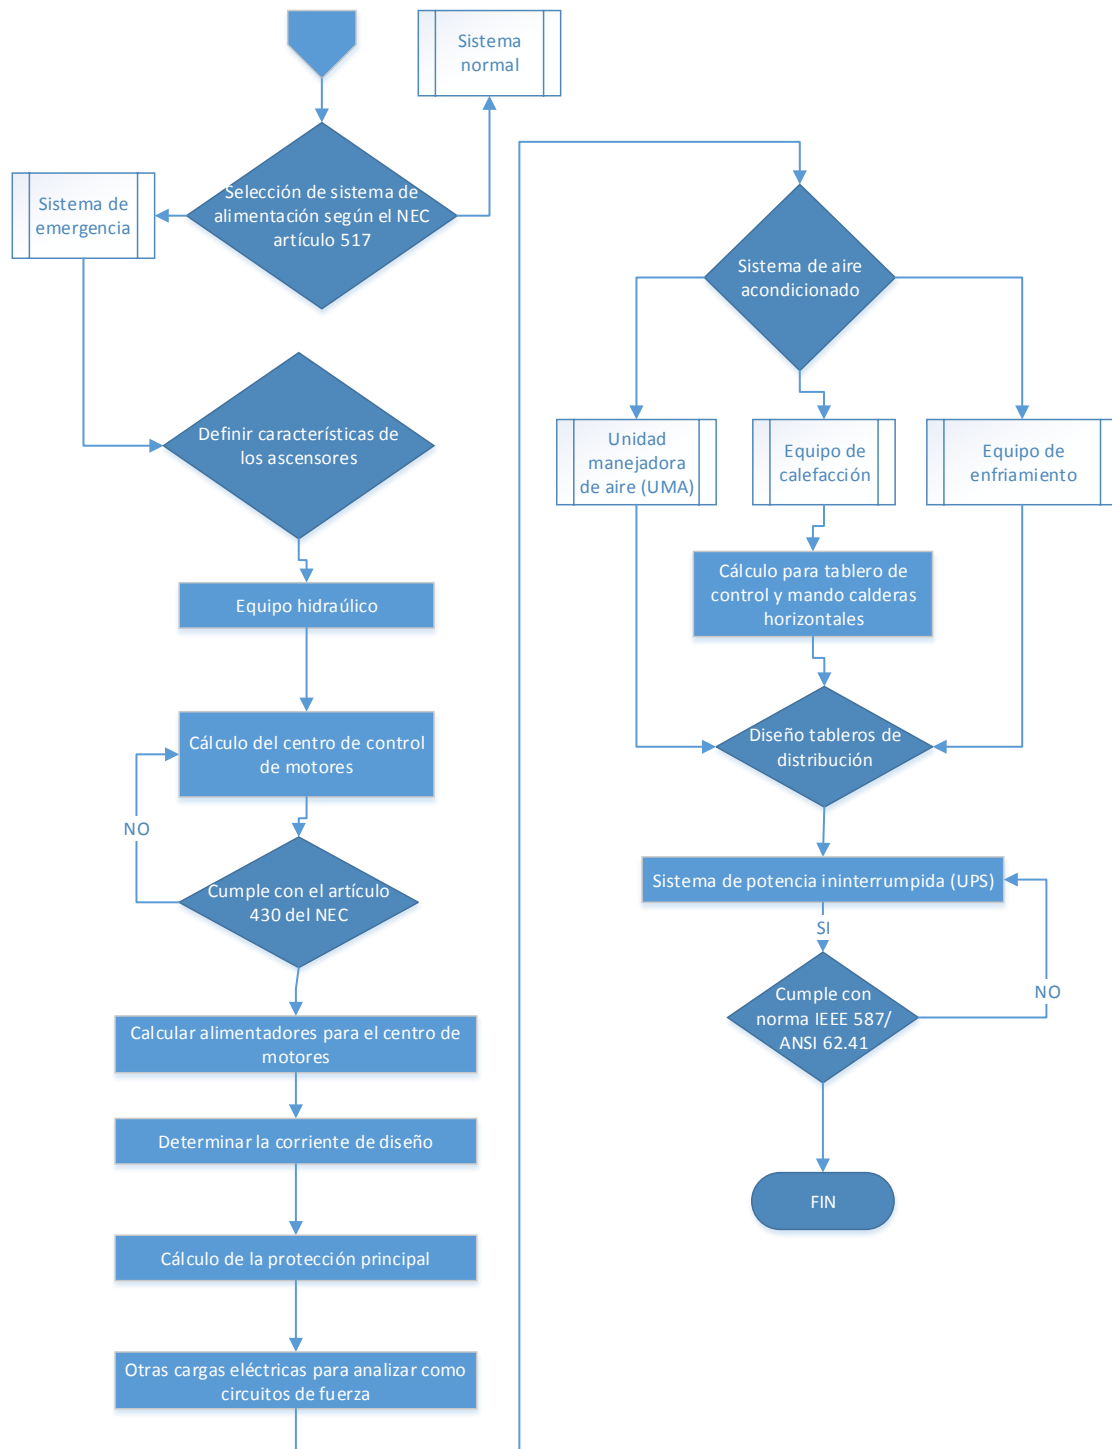 Sistema
normal
Selección de sistema de
alimentación según el NEC
artículo 517
Sistema de
emergencia
Definir características de
los ascensores
Equipo hidraúlico
Cálculo del centro de control
de motores
NO
Cumple con el artículo
430 del NEC
Calcular alimentadores para el centro de
motores
Determinar la corriente de diseño
Cálculo de la protección principal
Otras cargas eléctricas para analizar como
circuitos de fuerza
Sistema de aire
acondicionado
Unidad
manejadora
de aire (UMA)
Equipo de
calefacción
Equipo de
enfriamiento
Cálculo para tablero de
control y mando calderas
horizontales
Diseño tableros de
distribución
Sistema de potencia ininterrumpida (UPS)
SI
Cumple con
norma IEEE 587/
ANSI 62.41
NO
FIN